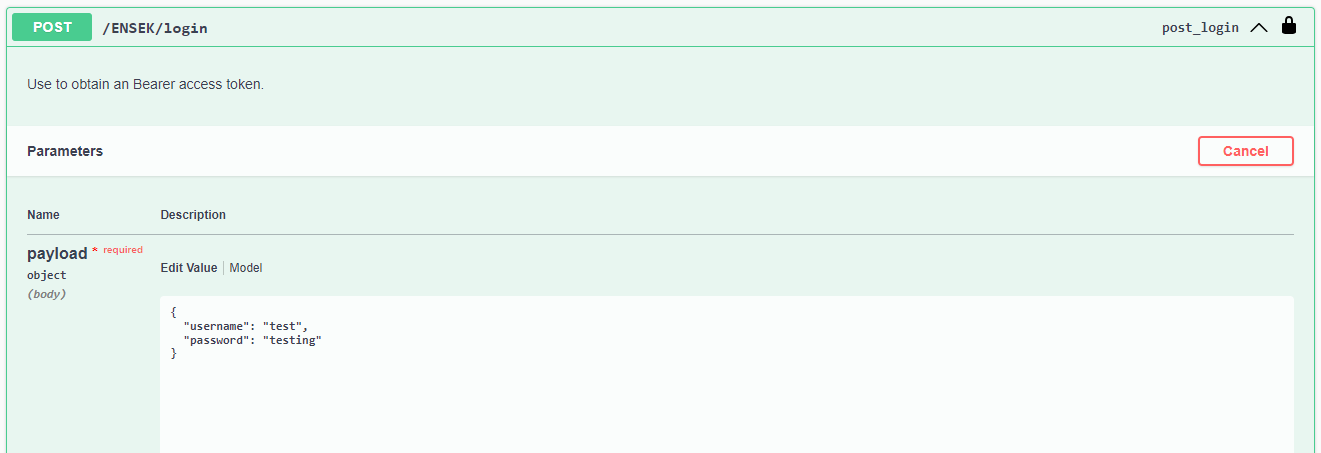 POST /ENSEK/login post_login
Use to obtain an Bearer access token.
Parameters Cancel
Name Description
payload * required
object
(body)
Edit Value | Model
{
  "username": "test",
  "password": "testing"
}